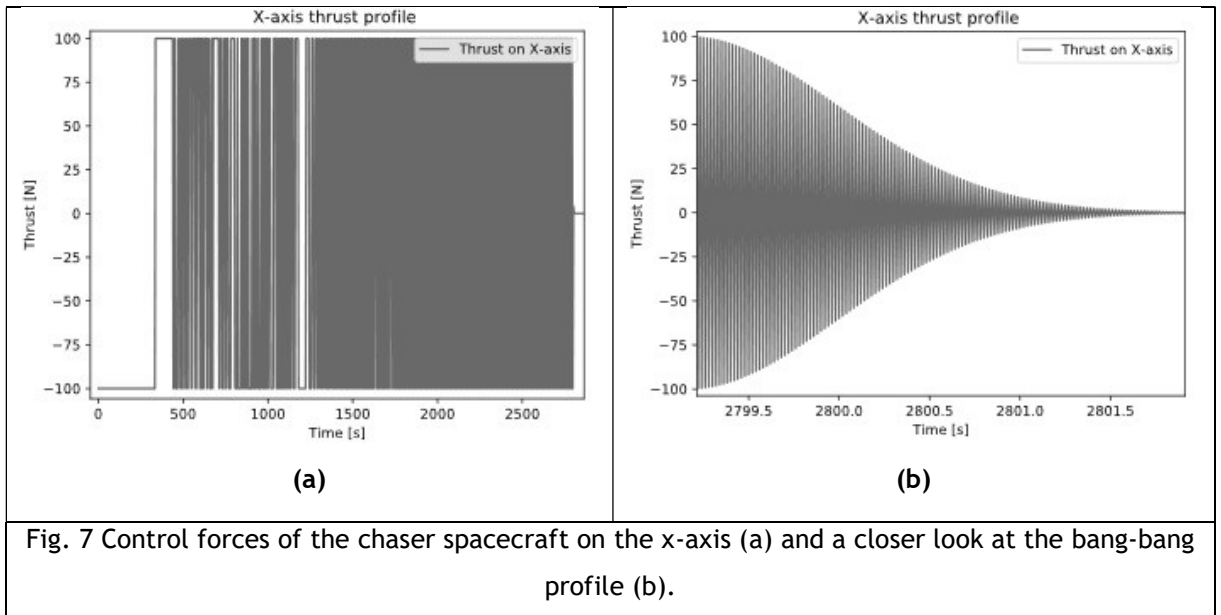 X-axis thrust profile
Thrust on X-axis
100
75
50
25
0
−25
−50
−75
−100
Thrust [N]
0 500 1000 1500 2000 2500
Time [s]
(a)
X-axis thrust profile
Thrust on X-axis
100
75
50
25
0
−25
−50
−75
−100
Thrust [N]
2799.5 2800.0 2800.5 2801.0 2801.5
Time [s]
(b)
Fig. 7 Control forces of the chaser spacecraft on the x-axis (a) and a closer look at the bang-bang
profile (b).